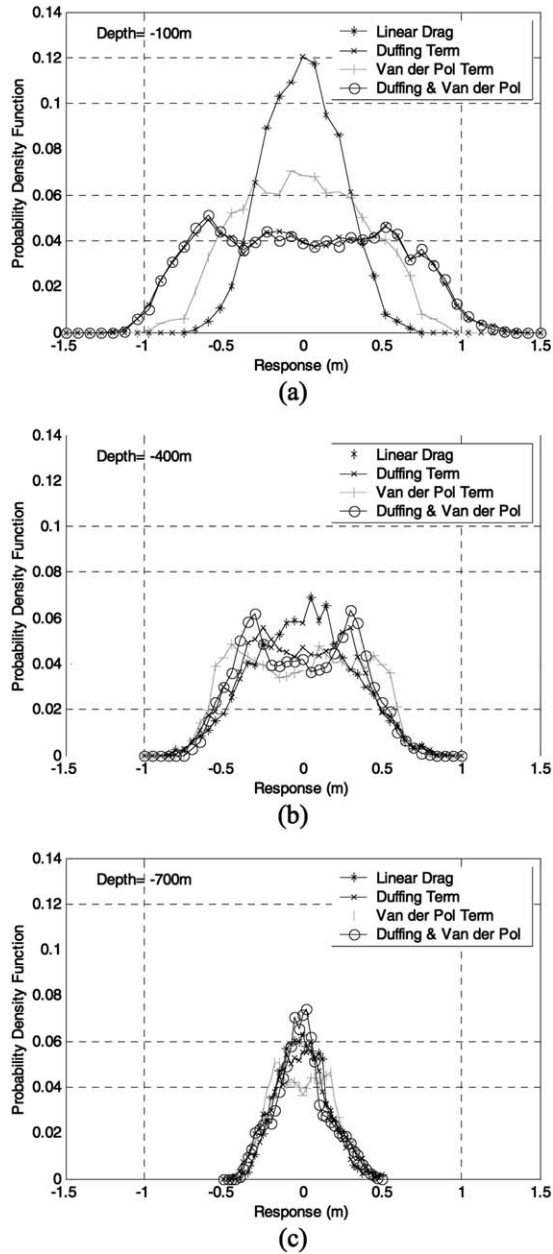 0.14
0.12
0.1
0.08
0.06
0.04
0.02
0
Probability Density Function
Depth= -100m
Linear Drag
Duffing Term
Van der Pol Term
Duffing & Van der Pol
-1.5 -1 -0.5 0 0.5 1 1.5
Response (m)
(a)
0.14
0.12
0.1
0.08
0.06
0.04
0.02
0
Probability Density Function
Depth= -400m
Linear Drag
Duffing Term
Van der Pol Term
Duffing & Van der Pol
-1.5 -1 -0.5 0 0.5 1 1.5
Response (m)
(b)
0.14
0.12
0.1
0.08
0.06
0.04
0.02
0
Probability Density Function
Depth= -700m
Linear Drag
Duffing Term
Van der Pol Term
Duffing & Van der Pol
-1.5 -1 -0.5 0 0.5 1 1.5
Response (m)
(c)